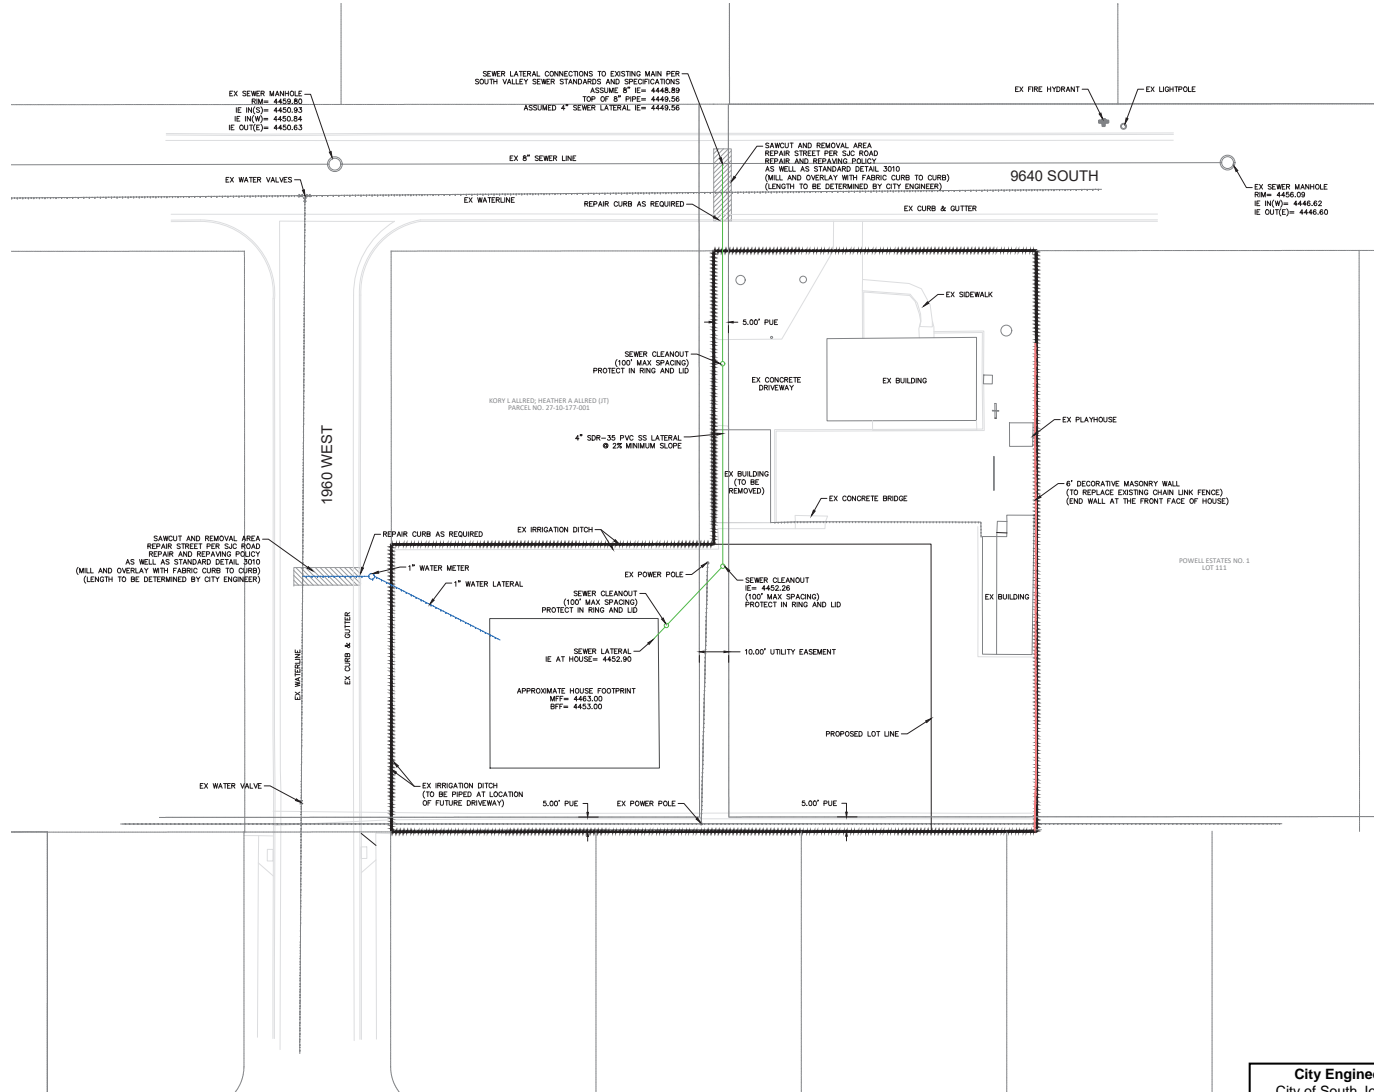 SEWER LATERAL CONNECTIONS TO EXISTING MAIN PER
SOUTH VALLEY SEWER STANDARDS AND SPECIFICATIONS
ASSUME 8" IE= 4448.89
TOP OF 8" PIPE= 4449.56
ASSUMED 4" SEWER LATERAL IE= 4449.56
EX SEWER MANHOLE
RIM= 4459.80
IE IN(S)= 4450.93
IE IN(W)= 4450.84
IE OUT(E)= 4450.63
EX FIRE HYDRANT
EX LIGHTPOLE
EX 8" SEWER LINE
SAWCUT AND REMOVAL AREA
REPAIR STREET PER SJC ROAD
REPAIR AND REPAVING POLICY
AS WELL AS STANDARD DETAIL 3010
(MILL AND OVERLAY WITH FABRIC CURB TO CURB)
(LENGTH TO BE DETERMINED BY CITY ENGINEER)
9640 SOUTH
EX SEWER MANHOLE
RIM= 4456.09
IE IN(W)= 4446.62
IE OUT(E)= 4446.60
EX WATER VALVES
EX WATERLINE
REPAIR CURB AS REQUIRED
EX CURB & GUTTER
EX SIDEWALK
5.00' PUE
SEWER CLEANOUT
(100' MAX SPACING)
PROTECT IN RING AND LID
EX CONCRETE
DRIVEWAY
EX BUILDING
KORY L ALLRED; HEATHER A ALLRED (JT)
PARCEL NO. 27-10-177-001
EX PLAYHOUSE
4" SDR-35 PVC SS LATERAL
@ 2% MINIMUM SLOPE
1960 WEST
EX BUILDING
(TO BE
REMOVED)
6' DECORATIVE MASONRY WALL
(TO REPLACE EXISTING CHAIN LINK FENCE)
(END WALL AT THE FRONT FACE OF HOUSE)
EX CONCRETE BRIDGE
EX IRRIGATION DITCH
REPAIR CURB AS REQUIRED
SAWCUT AND REMOVAL AREA
REPAIR STREET PER SJC ROAD
REPAIR AND REPAVING POLICY
AS WELL AS STANDARD DETAIL 3010
(MILL AND OVERLAY WITH FABRIC CURB TO CURB)
(LENGTH TO BE DETERMINED BY CITY ENGINEER)
1" WATER METER
1" WATER LATERAL
EX POWER POLE
SEWER CLEANOUT
IE= 4452.26
(100' MAX SPACING)
PROTECT IN RING AND LID
SEWER CLEANOUT
(100' MAX SPACING)
PROTECT IN RING AND LID
POWELL ESTATES NO. 1
LOT 111
EX BUILDING
EX CURB & GUTTER
EX WATERLINE
SEWER LATERAL
IE AT HOUSE= 4452.90
10.00' UTILITY EASEMENT
APPROXIMATE HOUSE FOOTPRINT
MFF= 4463.00
BFF= 4453.00
PROPOSED LOT LINE
EX WATER VALVE
EX IRRIGATION DITCH
(TO BE PIPED AT LOCATION
OF FUTURE DRIVEWAY)
5.00' PUE
EX POWER POLE
5.00' PUE
City Enginee